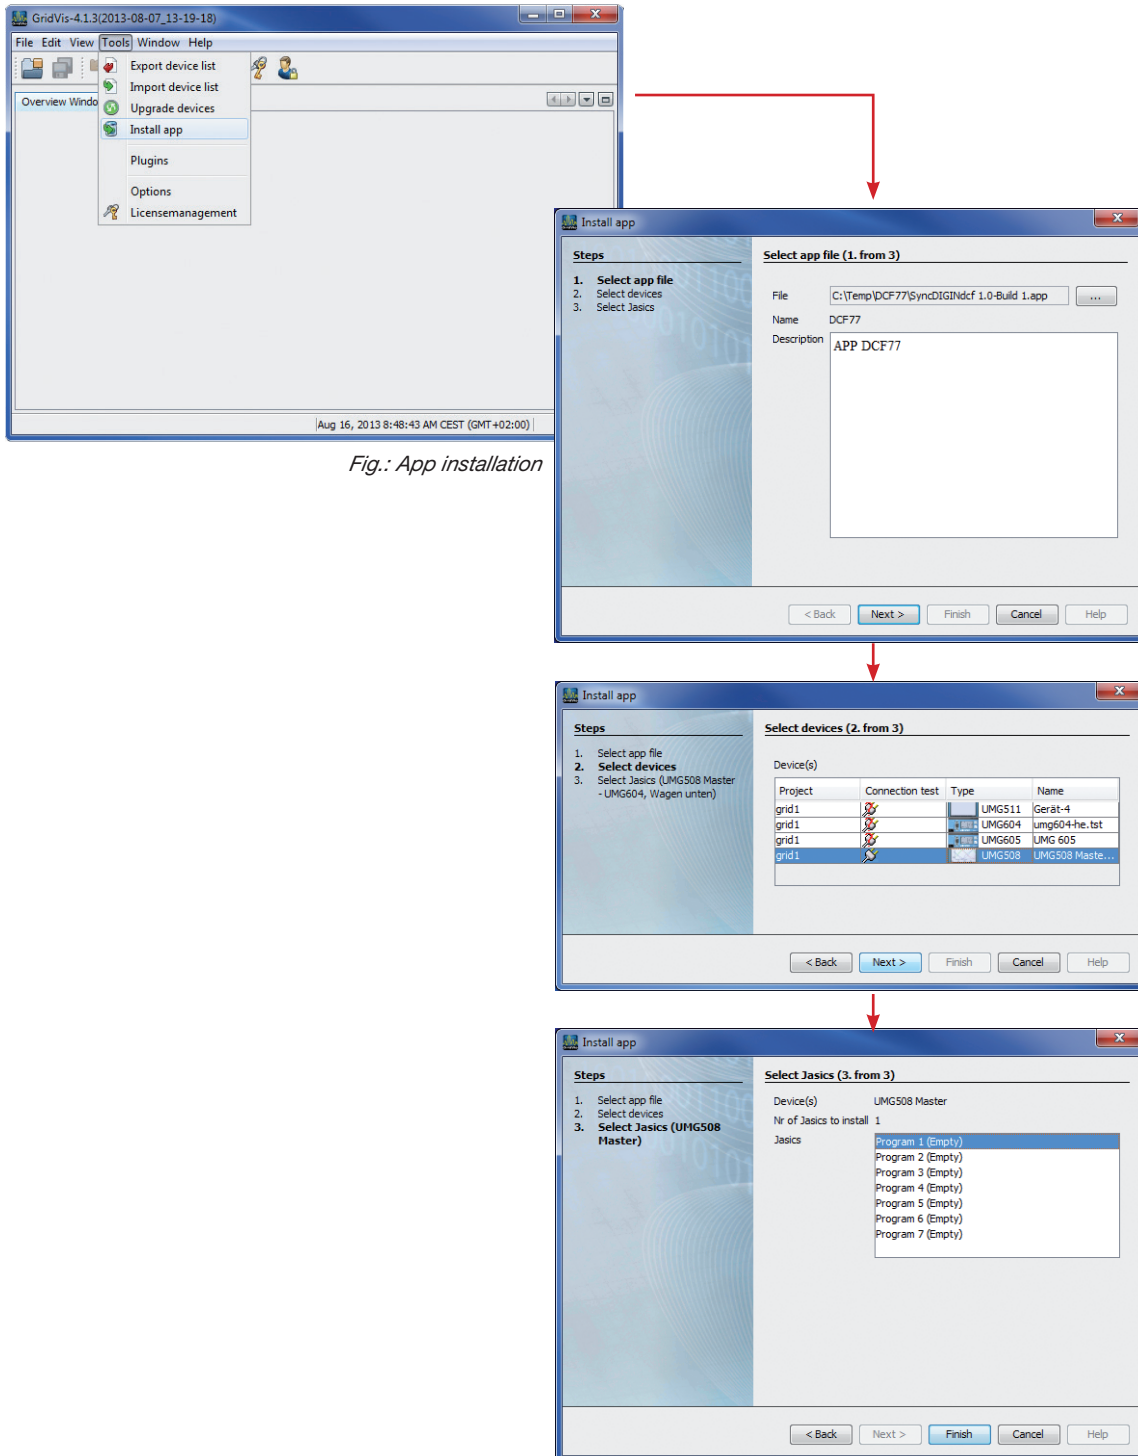 GridVis-4.1.3(2013-08-07_13-19-18)
File Edit View Tools Window Help
Export device list
Import device list
Overview Windo
Upgrade devices
Install app
Plugins
Options
Licensemanagement
Aug 16, 2013 8:48:43 AM CEST (GMT+02:00)
Fig.: App installation
Install app
Steps
1. Select app file
2. Select devices
3. Select Jasics
Select app file (1. from 3)
File C:\Temp\DCF77\SyncDIGINdcf 1.0-Build 1.app ...
Name DCF77
Description APP DCF77
< Back Next > Finish Cancel Help
Install app
Steps
1. Select app file
2. Select devices
3. Select Jasics (UMG508 Master
- UMG604, Wagen unten)
Select devices (2. from 3)
Device(s)
Project Connection test Type Name
grid1 UMG511 Gerät-4
grid1 UMG604 umg604-he.tst
grid1 UMG605 UMG 605
grid1 UMG508 UMG508 Maste...
< Back Next > Finish Cancel Help
Install app
Steps
1. Select app file
2. Select devices
3. Select Jasics (UMG508
Master)
Select Jasics (3. from 3)
Device(s) UMG508 Master
Nr of Jasics to install 1
Jasics
Program 1 (Empty)
Program 2 (Empty)
Program 3 (Empty)
Program 4 (Empty)
Program 5 (Empty)
Program 6 (Empty)
Program 7 (Empty)
< Back Next > Finish Cancel Help